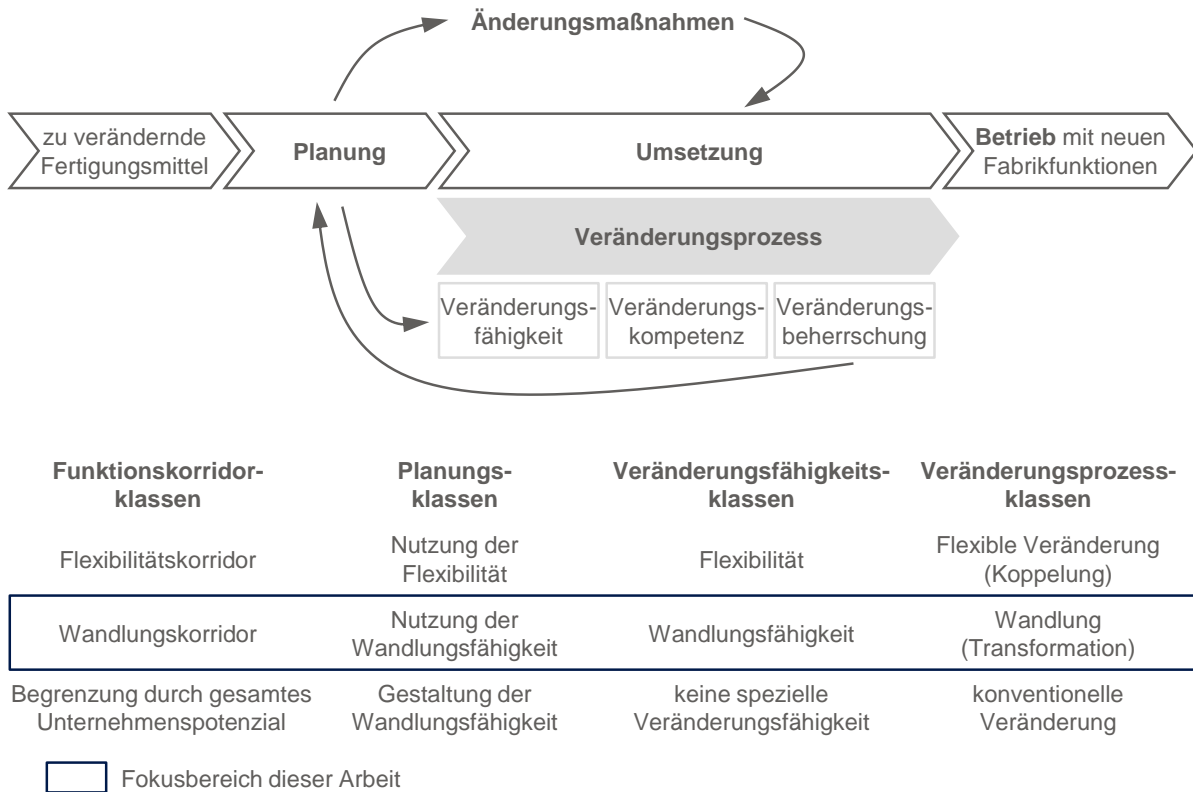 Änderungsmaßnahmen
zu verändernde
Fertigungsmittel
Planung
Umsetzung
Betrieb mit neuen
Fabrikfunktionen
Veränderungsprozess
Veränderungs-
fähigkeit
Veränderungs-
kompetenz
Veränderungs-
beherrschung
Funktionskorridor-
klassen
Planungs-
klassen
Veränderungsfähigkeits-
klassen
Veränderungsprozess-
klassen
Flexibilitätskorridor
Nutzung der
Flexibilität
Flexibilität
Flexible Veränderung
(Koppelung)
Wandlungskorridor
Nutzung der
Wandlungsfähigkeit
Wandlungsfähigkeit
Wandlung
(Transformation)
Begrenzung durch gesamtes
Unternehmenspotenzial
Gestaltung der
Wandlungsfähigkeit
keine spezielle
Veränderungsfähigkeit
konventionelle
Veränderung
Fokusbereich dieser Arbeit